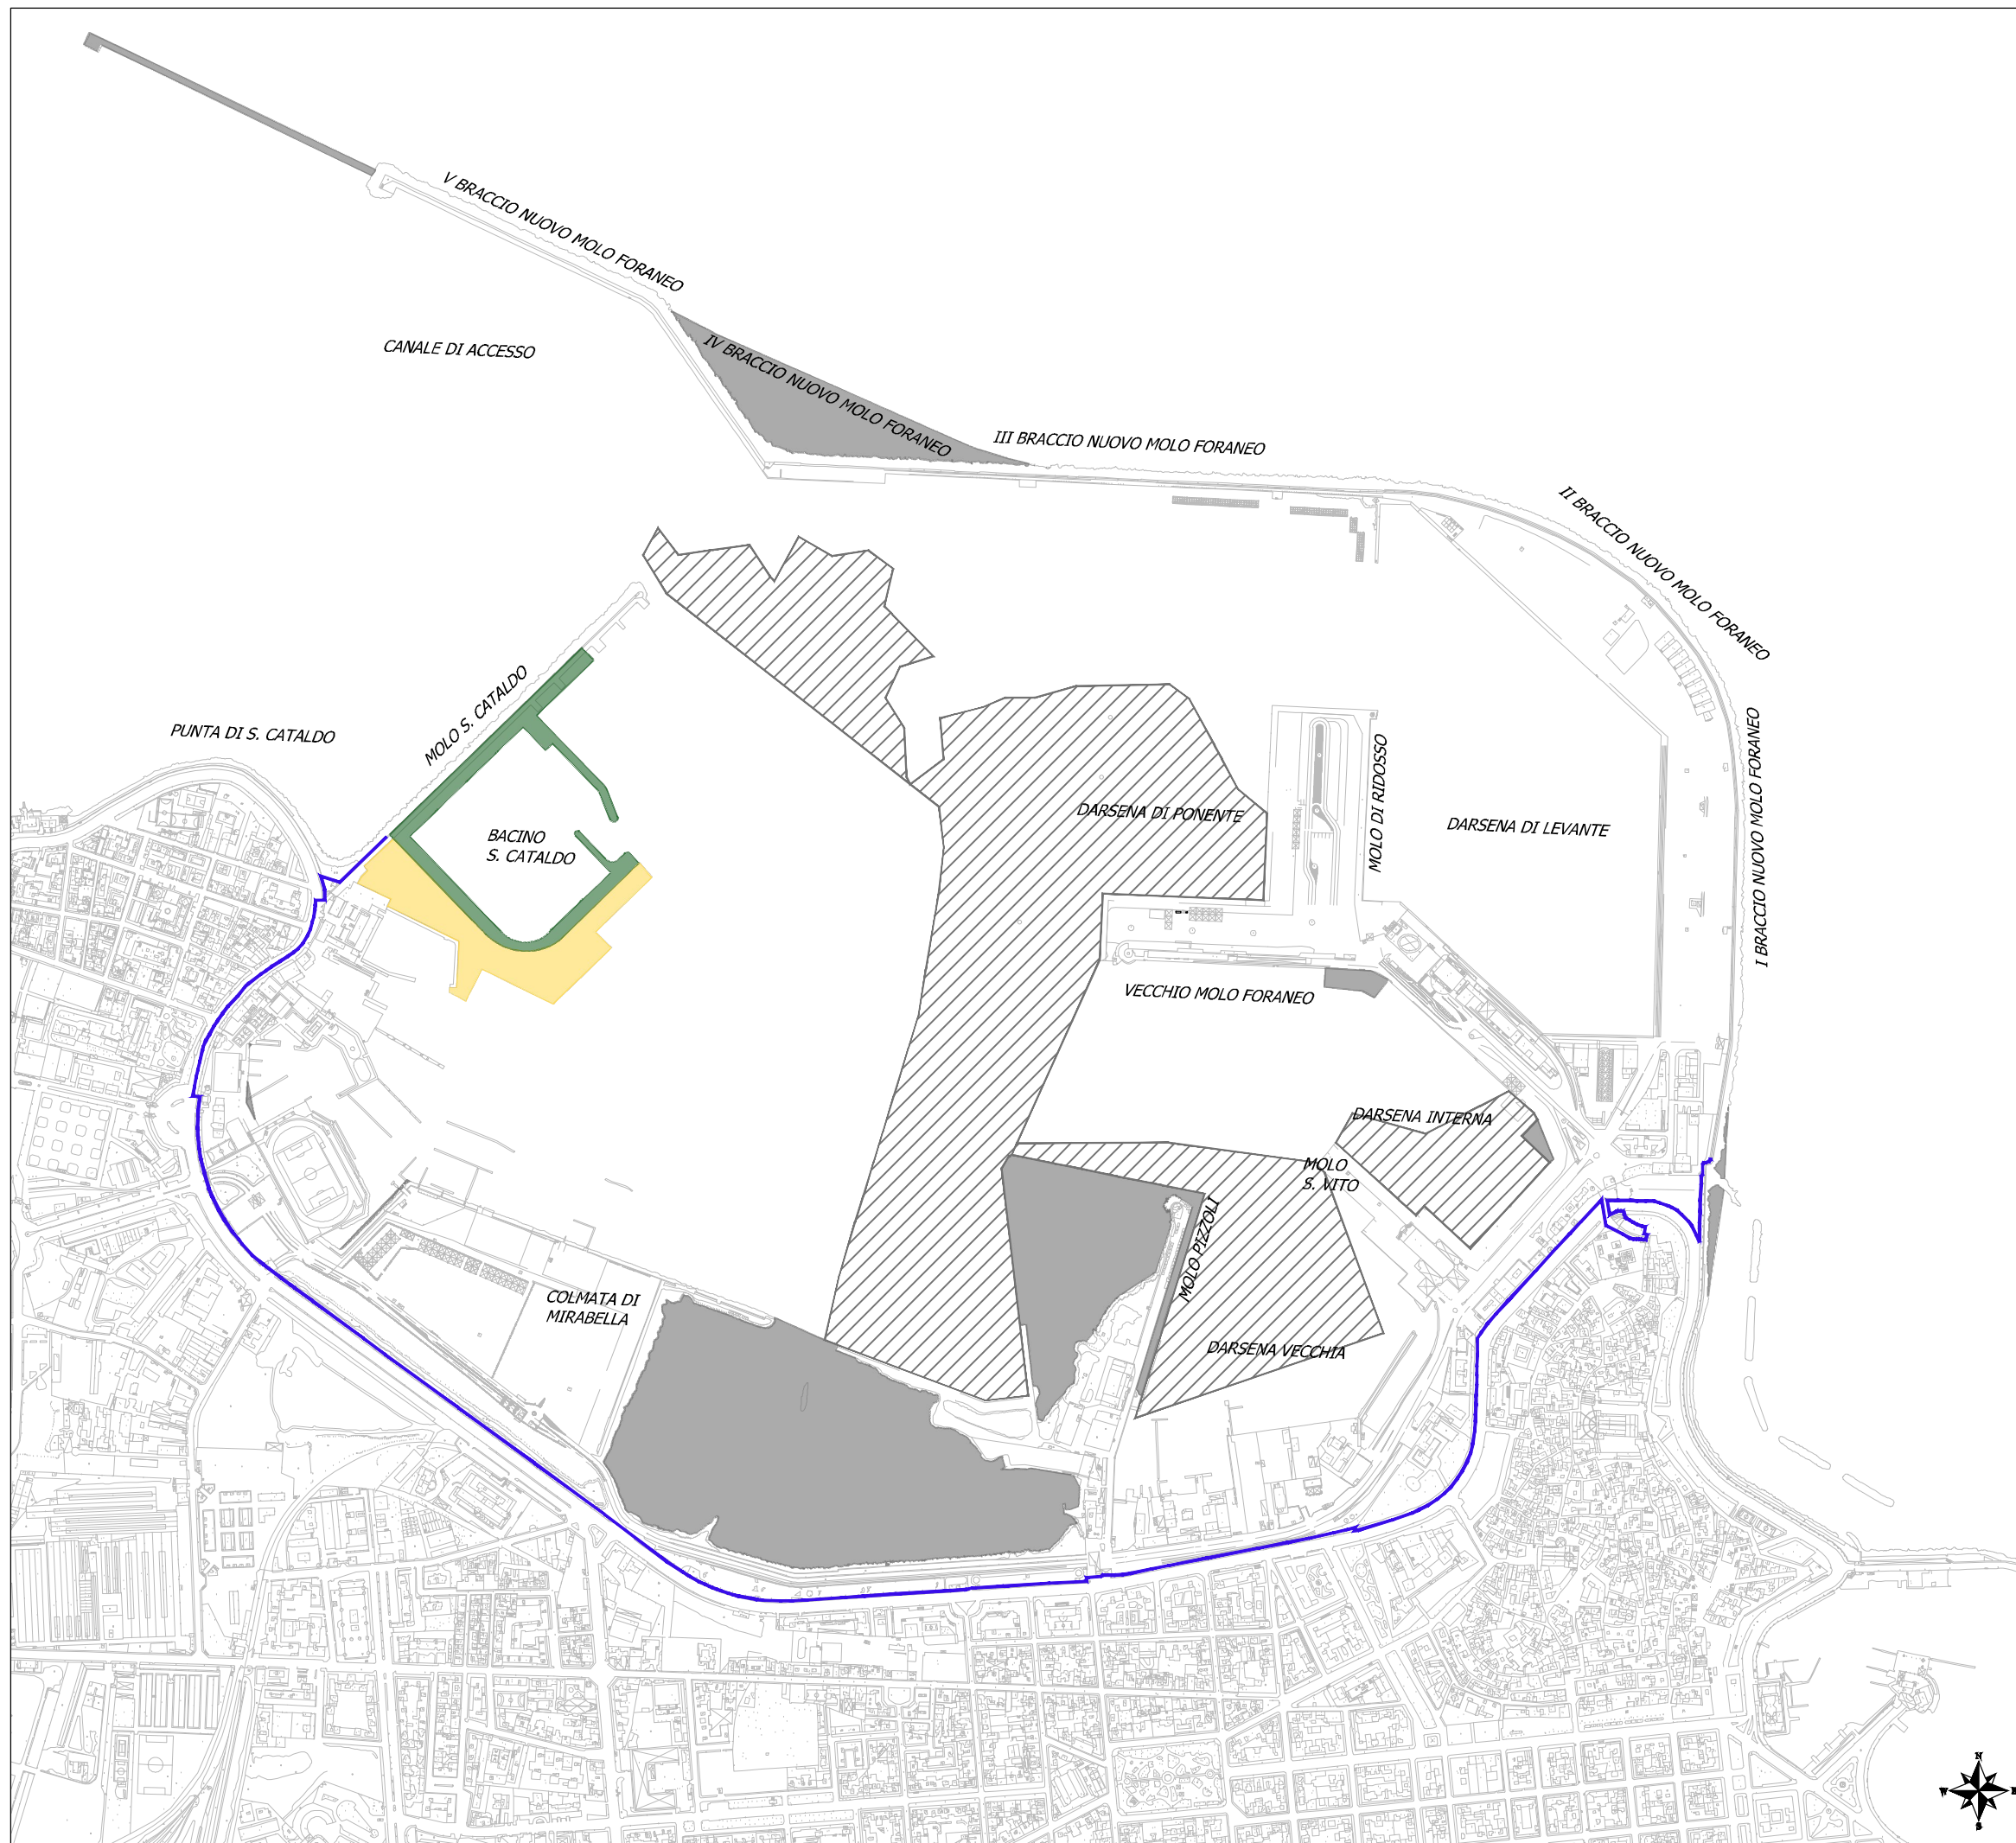 V BRACCIO NUOVO MOLO FORANEO
CANALE DI ACCESSO
IV BRACCIO NUOVO MOLO FORANEO
III BRACCIO NUOVO MOLO FORANEO
II BRACCIO NUOVO MOLO FORANEO
MOLO S. CATALDO
PUNTA DI S. CATALDO
I BRACCIO NUOVO MOLO FORANEO
MOLO DI RIDOSSO
DARSENA DI PONENTE
DARSENA DI LEVANTE
BACINO
S. CATALDO
VECCHIO MOLO FORANEO
DARSENA INTERNA
MOLO
S. VITO
MOLO PIZZOLI
COLMATA DI
MIRABELLA
DARSENA VECCHIA
N
W
E
S